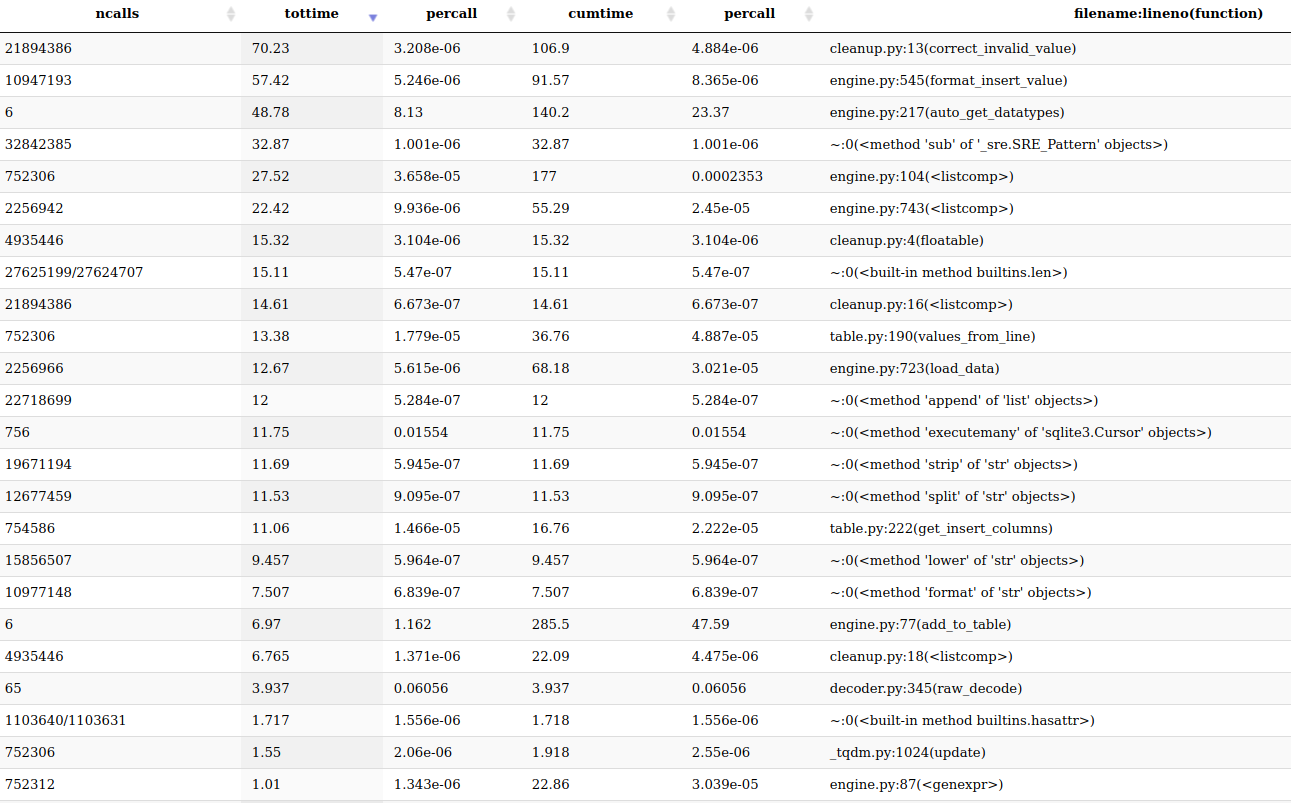 ncalls tottime percall cumtime percall filename:lineno(function)
21894386 70.23 3.208e-06 106.9 4.884e-06 cleanup.py:13(correct_invalid_value)
10947193 57.42 5.246e-06 91.57 8.365e-06 engine.py:545(format_insert_value)
6 48.78 8.13 140.2 23.37 engine.py:217(auto_get_datatypes)
32842385 32.87 1.001e-06 32.87 1.001e-06 ~:0(<method 'sub' of '_sre.SRE_Pattern' objects>)
752306 27.52 3.658e-05 177 0.0002353 engine.py:104(<listcomp>)
2256942 22.42 9.936e-06 55.29 2.45e-05 engine.py:743(<listcomp>)
4935446 15.32 3.104e-06 15.32 3.104e-06 cleanup.py:4(floatable)
27625199/27624707 15.11 5.47e-07 15.11 5.47e-07 ~:0(<built-in method builtins.len>)
21894386 14.61 6.673e-07 14.61 6.673e-07 cleanup.py:16(<listcomp>)
752306 13.38 1.779e-05 36.76 4.887e-05 table.py:190(values_from_line)
2256966 12.67 5.615e-06 68.18 3.021e-05 engine.py:723(load_data)
22718699 12 5.284e-07 12 5.284e-07 ~:0(<method 'append' of 'list' objects>)
756 11.75 0.01554 11.75 0.01554 ~:0(<method 'executemany' of 'sqlite3.Cursor' objects>)
19671194 11.69 5.945e-07 11.69 5.945e-07 ~:0(<method 'strip' of 'str' objects>)
12677459 11.53 9.095e-07 11.53 9.095e-07 ~:0(<method 'split' of 'str' objects>)
754586 11.06 1.466e-05 16.76 2.222e-05 table.py:222(get_insert_columns)
15856507 9.457 5.964e-07 9.457 5.964e-07 ~:0(<method 'lower' of 'str' objects>)
10977148 7.507 6.839e-07 7.507 6.839e-07 ~:0(<method 'format' of 'str' objects>)
6 6.97 1.162 285.5 47.59 engine.py:77(add_to_table)
4935446 6.765 1.371e-06 22.09 4.475e-06 cleanup.py:18(<listcomp>)
65 3.937 0.06056 3.937 0.06056 decoder.py:345(raw_decode)
1103640/1103631 1.717 1.556e-06 1.718 1.556e-06 ~:0(<built-in method builtins.hasattr>)
752306 1.55 2.06e-06 1.918 2.55e-06 _tqdm.py:1024(update)
752312 1.01 1.343e-06 22.86 3.039e-05 engine.py:87(<genexpr>)